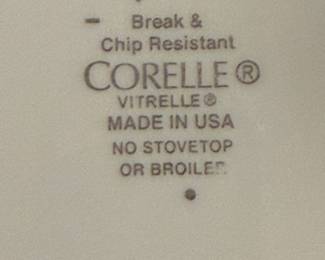 Break &
Chip Resistant
CORELLE®
VITRELLE®
MADE IN USA
NO STOVETOP
OR BROILER